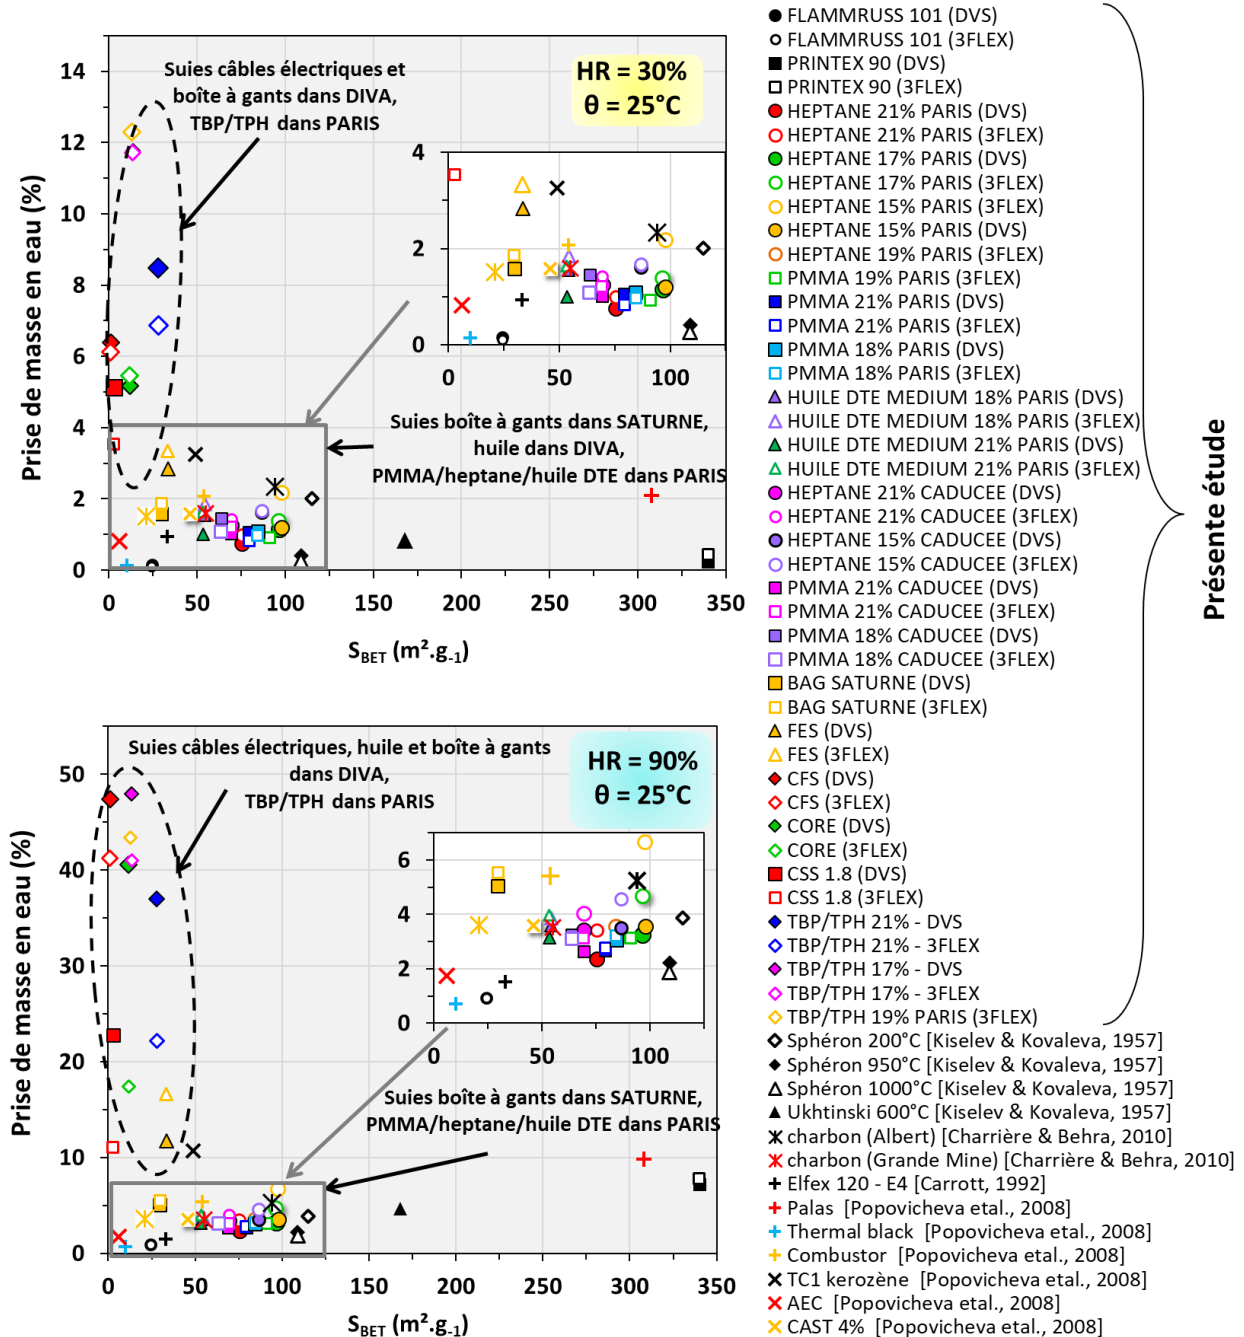 14
12
10
8
6
4
2
0
Prise de masse en eau (%)
Suies câbles électriques et
boîte à gants dans DIVA,
TBP/TPH dans PARIS
HR = 30%
θ = 25°C
4
2
0
0
50
100
Suies boîte à gants dans SATURNE,
huile dans DIVA,
PMMA/heptane/huile DTE dans PARIS
0
50
100
150
200
250
300
350
S_BET (m².g-1)
50
40
30
20
10
0
Prise de masse en eau (%)
Suies câbles électriques, huile et boîte à gants
dans DIVA,
TBP/TPH dans PARIS
HR = 90%
θ = 25°C
6
4
2
0
0
50
100
Suies boîte à gants dans SATURNE,
PMMA/heptane/huile DTE dans PARIS
0
50
100
150
200
250
300
350
S_BET (m².g-1)
FLAMMRUSS 101 (DVS)
FLAMMRUSS 101 (3FLEX)
PRINTEX 90 (DVS)
PRINTEX 90 (3FLEX)
HEPTANE 21% PARIS (DVS)
HEPTANE 21% PARIS (3FLEX)
HEPTANE 17% PARIS (DVS)
HEPTANE 17% PARIS (3FLEX)
HEPTANE 15% PARIS (3FLEX)
HEPTANE 15% PARIS (DVS)
HEPTANE 19% PARIS (3FLEX)
PMMA 19% PARIS (3FLEX)
PMMA 21% PARIS (DVS)
PMMA 21% PARIS (3FLEX)
PMMA 18% PARIS (DVS)
PMMA 18% PARIS (3FLEX)
HUILE DTE MEDIUM 18% PARIS (DVS)
HUILE DTE MEDIUM 18% PARIS (3FLEX)
HUILE DTE MEDIUM 21% PARIS (DVS)
HUILE DTE MEDIUM 21% PARIS (3FLEX)
HEPTANE 21% CADUCEE (DVS)
HEPTANE 21% CADUCEE (3FLEX)
HEPTANE 15% CADUCEE (DVS)
HEPTANE 15% CADUCEE (3FLEX)
PMMA 21% CADUCEE (DVS)
PMMA 21% CADUCEE (3FLEX)
PMMA 18% CADUCEE (DVS)
PMMA 18% CADUCEE (3FLEX)
BAG SATURNE (DVS)
BAG SATURNE (3FLEX)
FES (DVS)
FES (3FLEX)
CFS (DVS)
CFS (3FLEX)
CORE (DVS)
CORE (3FLEX)
CSS 1.8 (DVS)
CSS 1.8 (3FLEX)
TBP/TPH 21% - DVS
TBP/TPH 21% - 3FLEX
TBP/TPH 17% - DVS
TBP/TPH 17% - 3FLEX
TBP/TPH 19% PARIS (3FLEX)
Sphéron 200°C [Kiselev & Kovaleva, 1957]
Sphéron 950°C [Kiselev & Kovaleva, 1957]
Sphéron 1000°C [Kiselev & Kovaleva, 1957]
Ukhtinski 600°C [Kiselev & Kovaleva, 1957]
charbon (Albert) [Charrière & Behra, 2010]
charbon (Grande Mine) [Charrière & Behra, 2010]
Elfex 120 - E4 [Carrott, 1992]
Palas [Popovicheva etal., 2008]
Thermal black [Popovicheva etal., 2008]
Combustor [Popovicheva etal., 2008]
TC1 kerozène [Popovicheva etal., 2008]
AEC [Popovicheva etal., 2008]
CAST 4% [Popovicheva etal., 2008]
Présente étude